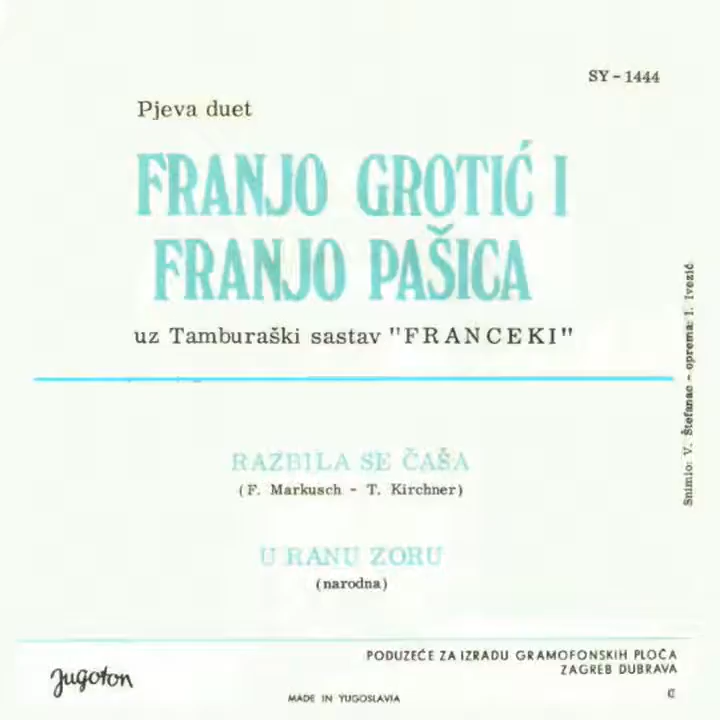 SY-1444
Pjeva duet
FRANJO GROTIĆ I
FRANJO PAŠICA
uz Tamburaški sastav "FRANCEKI"
Snimio: V. Štefanac - oprema: I. Ivezić
RAZBILA SE ČAŠA
(F. Markusch - T. Kirchner)
U RANU ZORU
(narodna)
Jugoton
PODUZEĆE ZA IZRADU GRAMOFONSKIH PLOČA
ZAGREB DUBRAVA
MADE IN YUGOSLAVIA